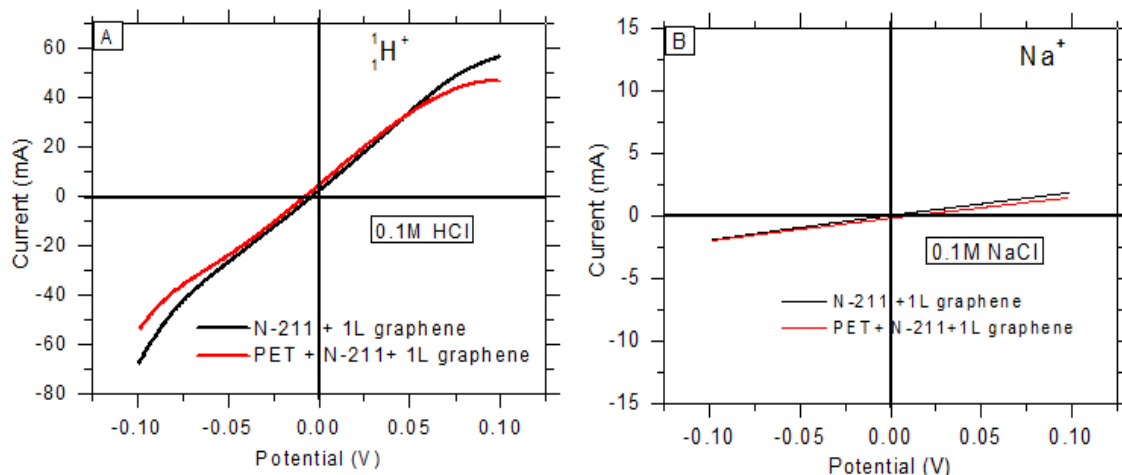 A
¹₁H⁺
60
40
20
0
-20
-40
-60
-80
Current (mA)
0.1M HCl
N-211 + 1L graphene
PET + N-211+ 1L graphene
-0.10 -0.05 0.00 0.05 0.10
Potential (V)
B
Na⁺
15
10
5
0
-5
-10
-15
Current (mA)
0.1M NaCl
N-211 +1L graphene
PET+ N-211+1L graphene
-0.10 -0.05 0.00 0.05 0.10
Potential (V)